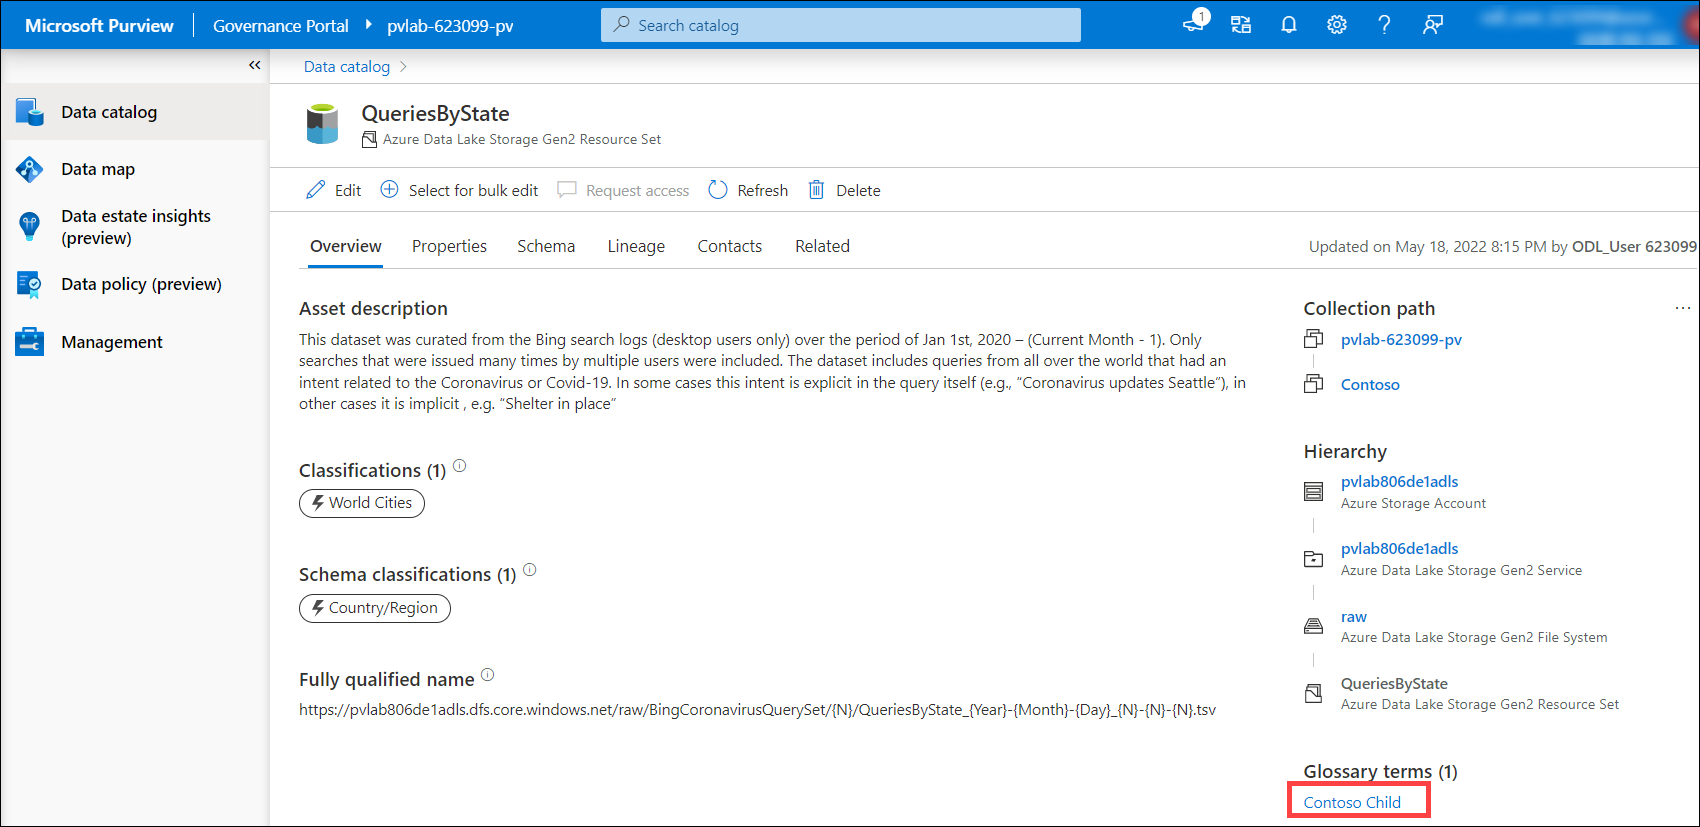 Microsoft Purview
Governance Portal
pvlab-623099-pv
Search catalog
1
Data catalog
Data map
Data estate insights
(preview)
Data policy (preview)
Management
Data catalog
QueriesByState
Azure Data Lake Storage Gen2 Resource Set
Edit
Select for bulk edit
Request access
Refresh
Delete
Overview
Properties
Schema
Lineage
Contacts
Related
Updated on May 18, 2022 8:15 PM by ODL_User 623099
Asset description
This dataset was curated from the Bing search logs (desktop users only) over the period of Jan 1st, 2020 – (Current Month - 1). Only
searches that were issued many times by multiple users were included. The dataset includes queries from all over the world that had an
intent related to the Coronavirus or Covid-19. In some cases this intent is explicit in the query itself (e.g., “Coronavirus updates Seattle”), in
other cases it is implicit , e.g. “Shelter in place”
Classifications (1)
World Cities
Schema classifications (1)
Country/Region
Fully qualified name
https://pvlab806de1adls.dfs.core.windows.net/raw/BingCoronavirusQuerySet/{N}/QueriesByState_{Year}-{Month}-{Day}_{N}-{N}-{N}.tsv
Collection path
pvlab-623099-pv
Contoso
Hierarchy
pvlab806de1adls
Azure Storage Account
pvlab806de1adls
Azure Data Lake Storage Gen2 Service
raw
Azure Data Lake Storage Gen2 File System
QueriesByState
Azure Data Lake Storage Gen2 Resource Set
Glossary terms (1)
Contoso Child